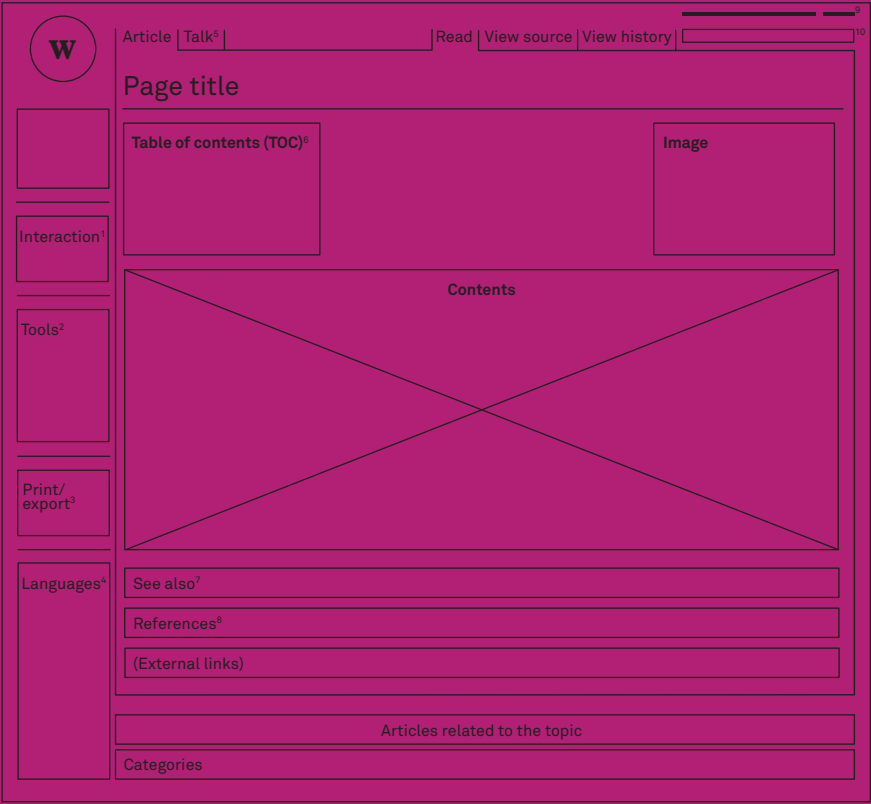 9
W
Article Talk⁵ Read View source View history 10
Page title
Table of contents (TOC)⁶
Image
Interaction¹
Contents
Tools²
Print/
export³
Languages⁴
See also⁷
References⁸
(External links)
Articles related to the topic
Categories